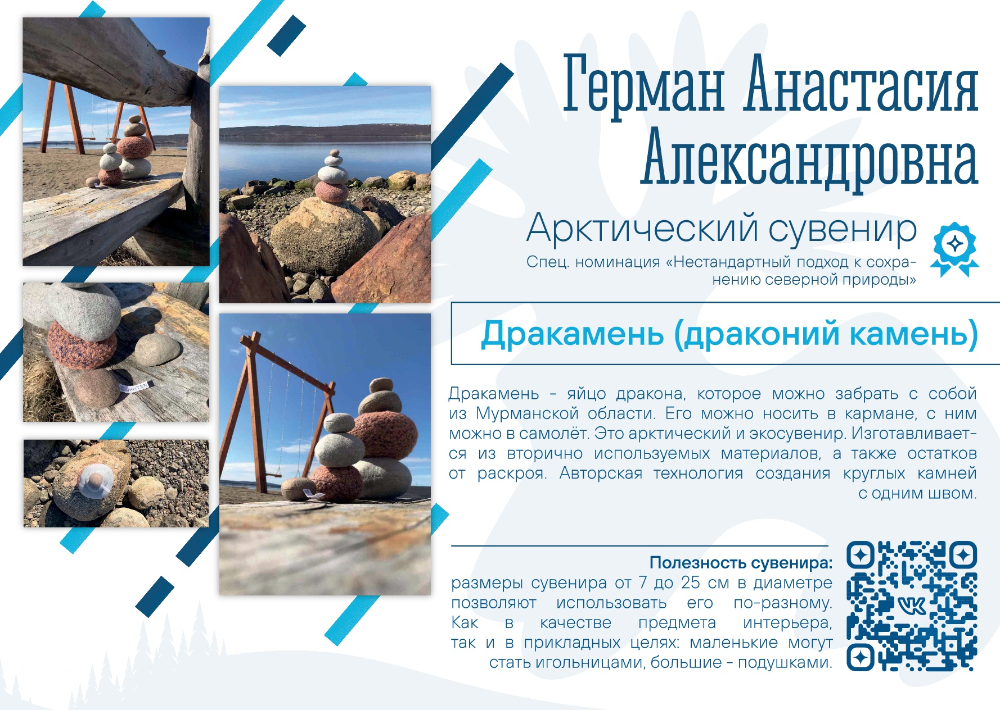 Герман Анастасия
Александровна
Арктический сувенир
Спец. номинация «Нестандартный подход к сохра-
нению северной природы»
Дракамень (драконий камень)
Дракамень - яйцо дракона, которое можно забрать с собой
из Мурманской области. Его можно носить в кармане, с ним
можно в самолёт. Это арктический и экосувенир. Изготавливает-
ся из вторично используемых материалов, а также остатков
от раскроя. Авторская технология создания круглых камней
с одним швом.
Полезность сувенира:
размеры сувенира от 7 до 25 см в диаметре
позволяют использовать его по-разному.
Как в качестве предмета интерьера,
так и в прикладных целях: маленькие могут
стать игольницами, большие - подушками.